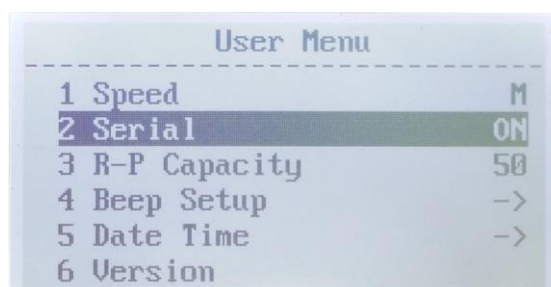 User Menu
1 Speed M
2 Serial ON
3 R-P Capacity 50
4 Beep Setup ->
5 Date Time ->
6 Version